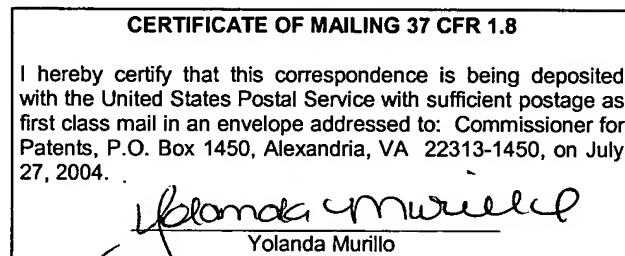 CERTIFICATE OF MAILING 37 CFR 1.8
I hereby certify that this correspondence is being deposited
with the United States Postal Service with sufficient postage as
first class mail in an envelope addressed to: Commissioner for
Patents, P.O. Box 1450, Alexandria, VA 22313-1450, on July
27, 2004.
Yolanda Murillo
Yolanda Murillo